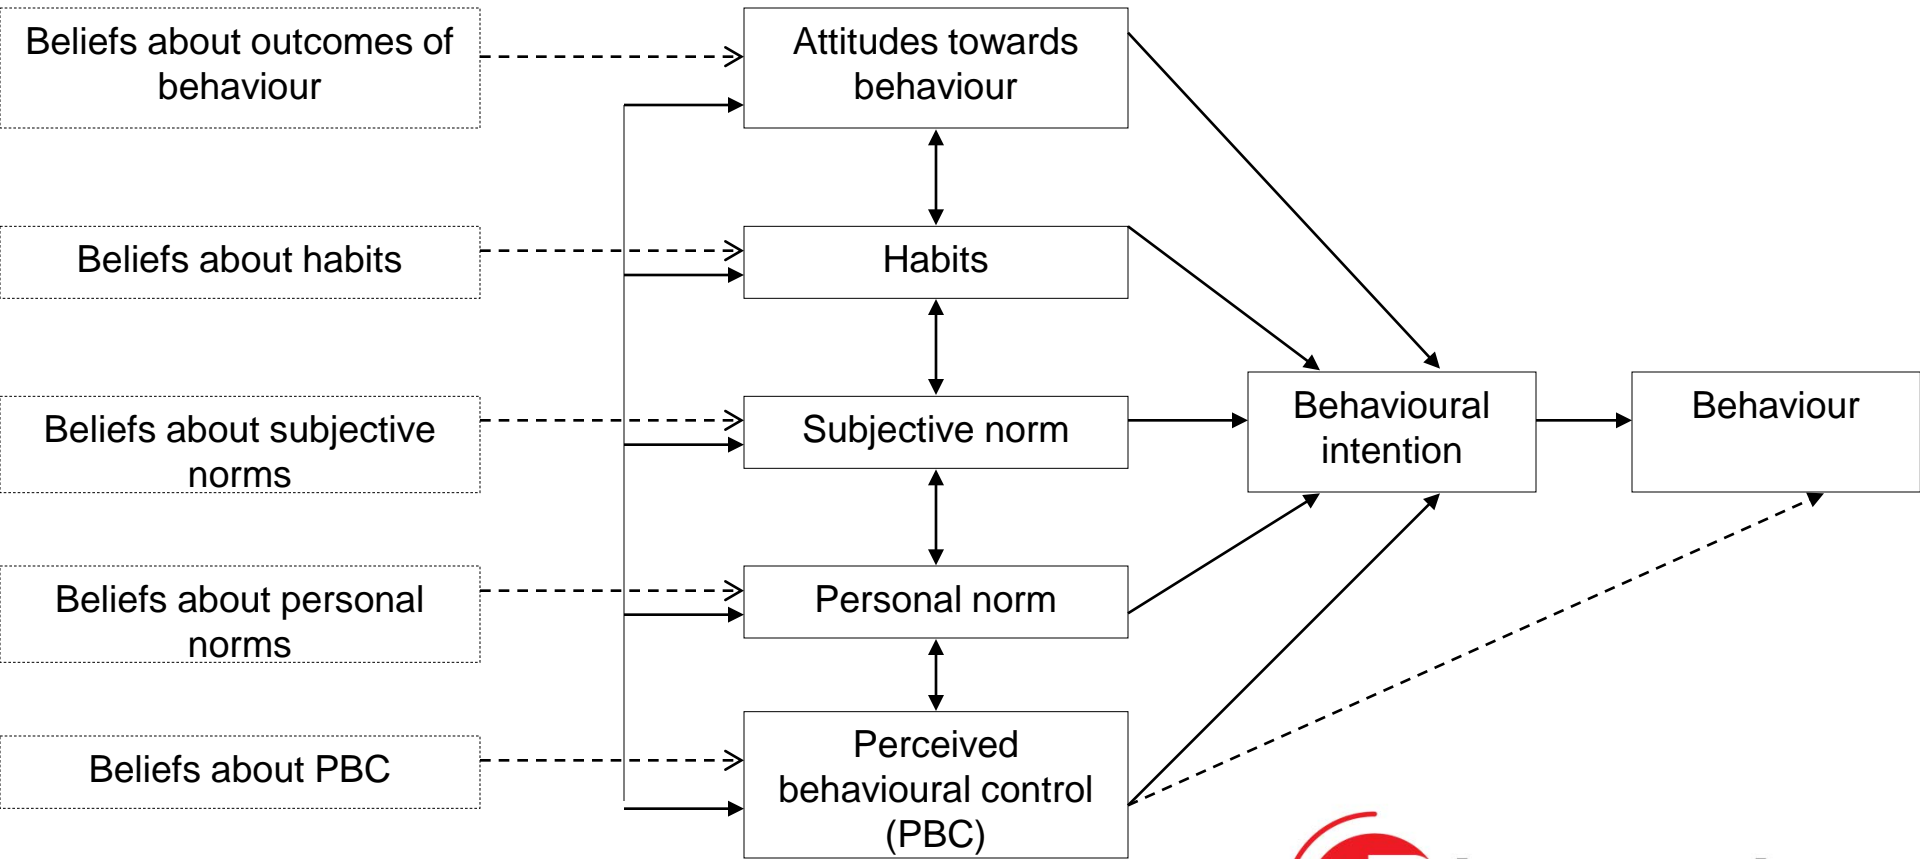 Beliefs about outcomes of
behaviour
Attitudes towards
behaviour
Beliefs about habits
Habits
Beliefs about subjective
norms
Subjective norm
Behavioural
intention
Behaviour
Beliefs about personal
norms
Personal norm
Beliefs about PBC
Perceived
behavioural control
(PBC)